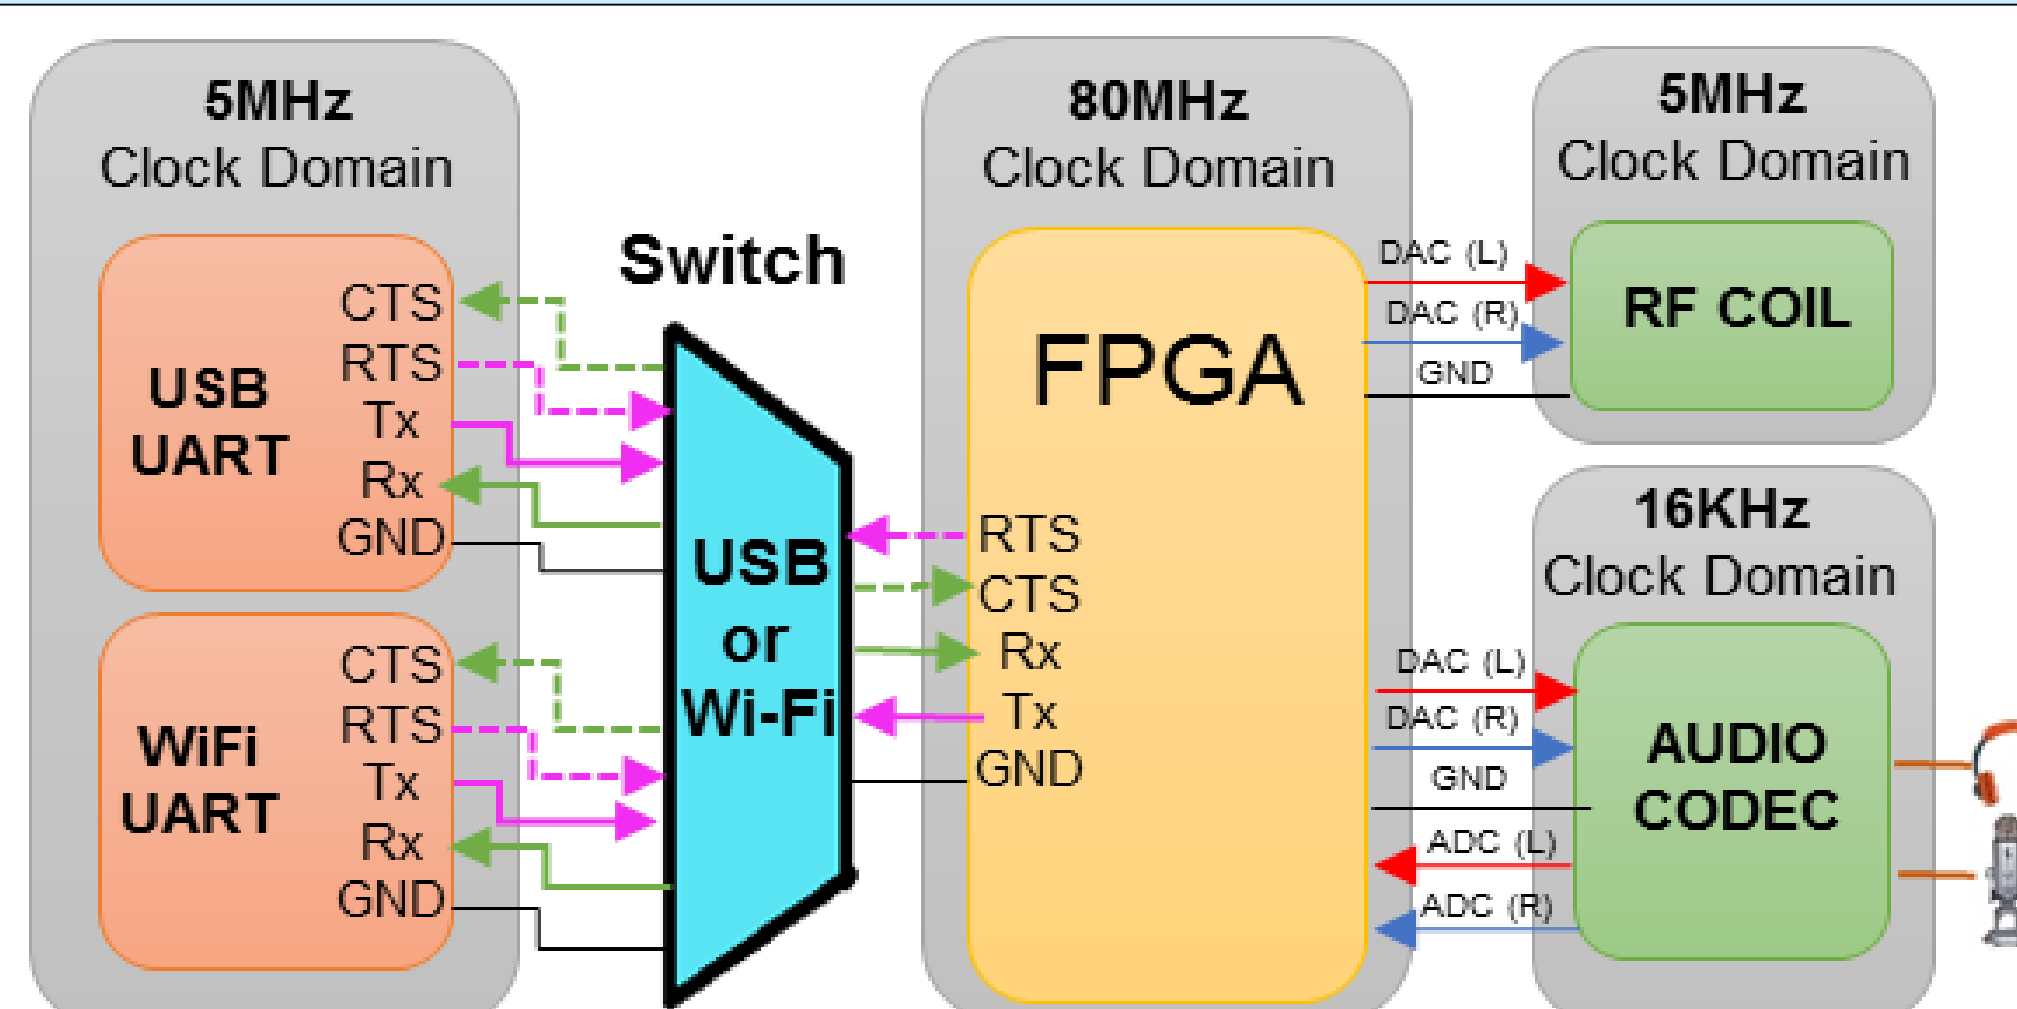 5MHz
Clock Domain
USB
UART
CTS
RTS
Tx
Rx
GND
WiFi
UART
CTS
RTS
Tx
Rx
GND
Switch
USB
or
Wi-Fi
80MHz
Clock Domain
FPGA
RTS
CTS
Rx
Tx
GND
DAC (L)
DAC (R)
GND
5MHz
Clock Domain
RF COIL
DAC (L)
DAC (R)
GND
ADC (L)
ADC (R)
16KHz
Clock Domain
AUDIO
CODEC